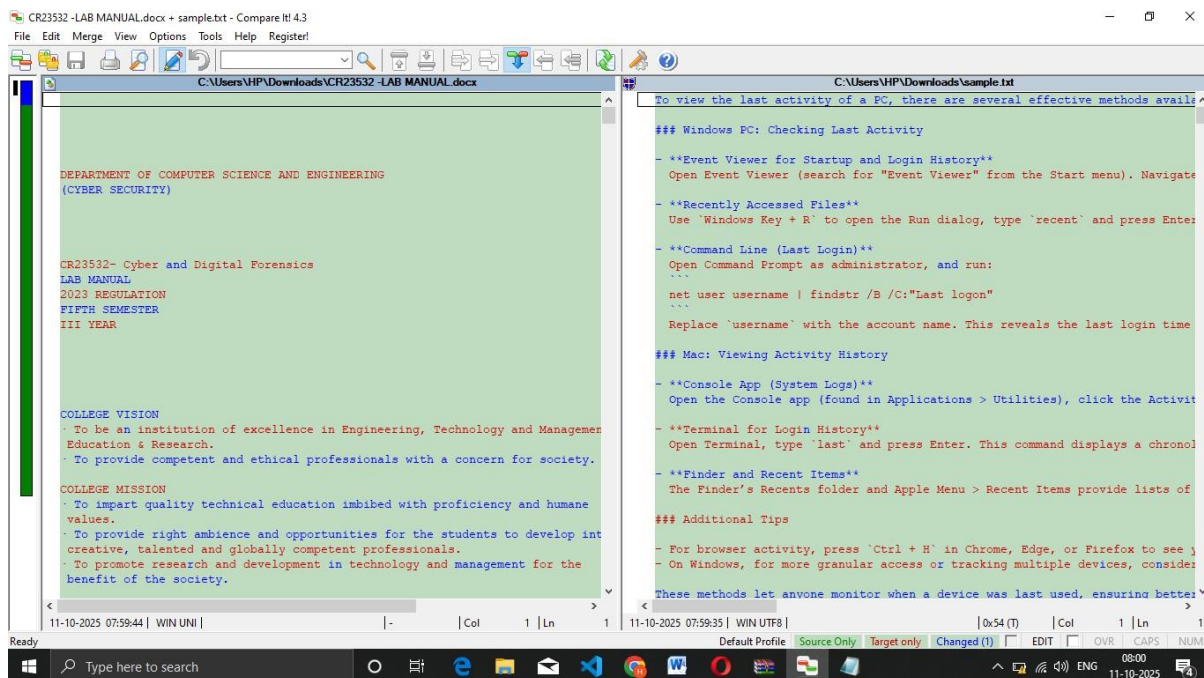 CR23532 -LAB MANUAL.docx + sample.txt - Compare It! 4.3
File Edit Merge View Options Tools Help Register!
C:\Users\HP\Downloads\CR23532 -LAB MANUAL.docx
DEPARTMENT OF COMPUTER SCIENCE AND ENGINEERING
(CYBER SECURITY)
CR23532- Cyber and Digital Forensics
LAB MANUAL
2023 REGULATION
FIFTH SEMESTER
III YEAR
COLLEGE VISION
· To be an institution of excellence in Engineering, Technology and Managemen
Education & Research.
· To provide competent and ethical professionals with a concern for society.
COLLEGE MISSION
· To impart quality technical education imbibed with proficiency and humane
values.
· To provide right ambience and opportunities for the students to develop int
creative, talented and globally competent professionals.
· To promote research and development in technology and management for the
benefit of the society.
11-10-2025 07:59:44 WIN UNI - Col 1 Ln 1
C:\Users\HP\Downloads\sample.txt
To view the last activity of a PC, there are several effective methods availa
### Windows PC: Checking Last Activity
- **Event Viewer for Startup and Login History**
Open Event Viewer (search for "Event Viewer" from the Start menu). Navigate
- **Recently Accessed Files**
Use `Windows Key + R` to open the Run dialog, type `recent` and press Enter
- **Command Line (Last Login)**
Open Command Prompt as administrator, and run:
```
net user username | findstr /B /C:"Last logon"
```
Replace `username` with the account name. This reveals the last login time
### Mac: Viewing Activity History
- **Console App (System Logs)**
Open the Console app (found in Applications > Utilities), click the Activit
- **Terminal for Login History**
Open Terminal, type `last` and press Enter. This command displays a chronol
- **Finder and Recent Items**
The Finder’s Recents folder and Apple Menu > Recent Items provide lists of
### Additional Tips
- For browser activity, press `Ctrl + H` in Chrome, Edge, or Firefox to see y
- On Windows, for more granular access or tracking multiple devices, consider
These methods let anyone monitor when a device was last used, ensuring better
11-10-2025 07:59:35 WIN UTF8 0x54 (T) Col 1 Ln 1
Ready Default Profile Source Only Target only Changed (1) EDIT OVR CAPS NUM
Type here to search ENG 08:00
11-10-2025